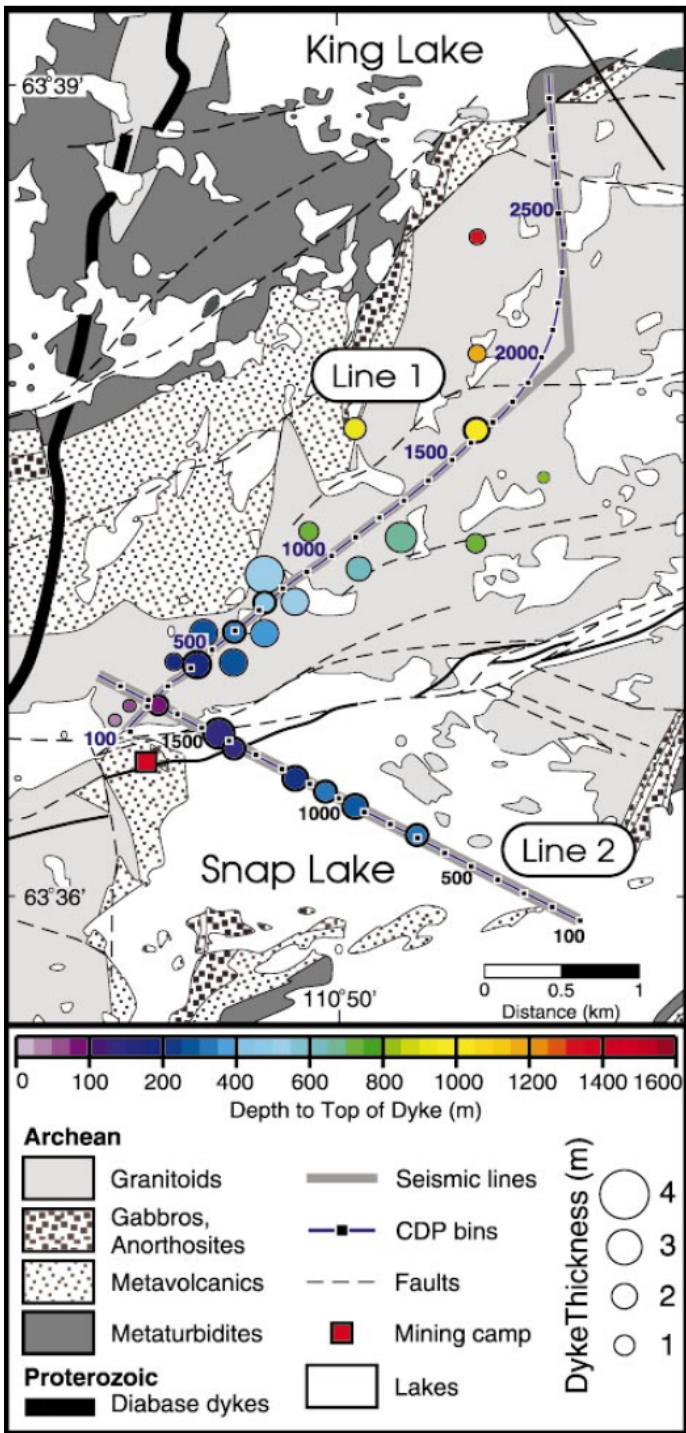 King Lake
63°39'
2500
2000
Line 1
1500
1000
500
100
1500
1000
Line 2
500
Snap Lake
63°36'
100
110°50'
0 0.5 1
Distance (km)
0 100 200 400 600 800 1000 1200 1400 1600
Depth to Top of Dyke (m)
Archean
Granitoids
Gabbros,
Anorthosites
Metavolcanics
Metaturbidites
Proterozoic
Diabase dykes
Seismic lines
CDP bins
Faults
Mining camp
Lakes
DykeThickness (m)
4
3
2
1